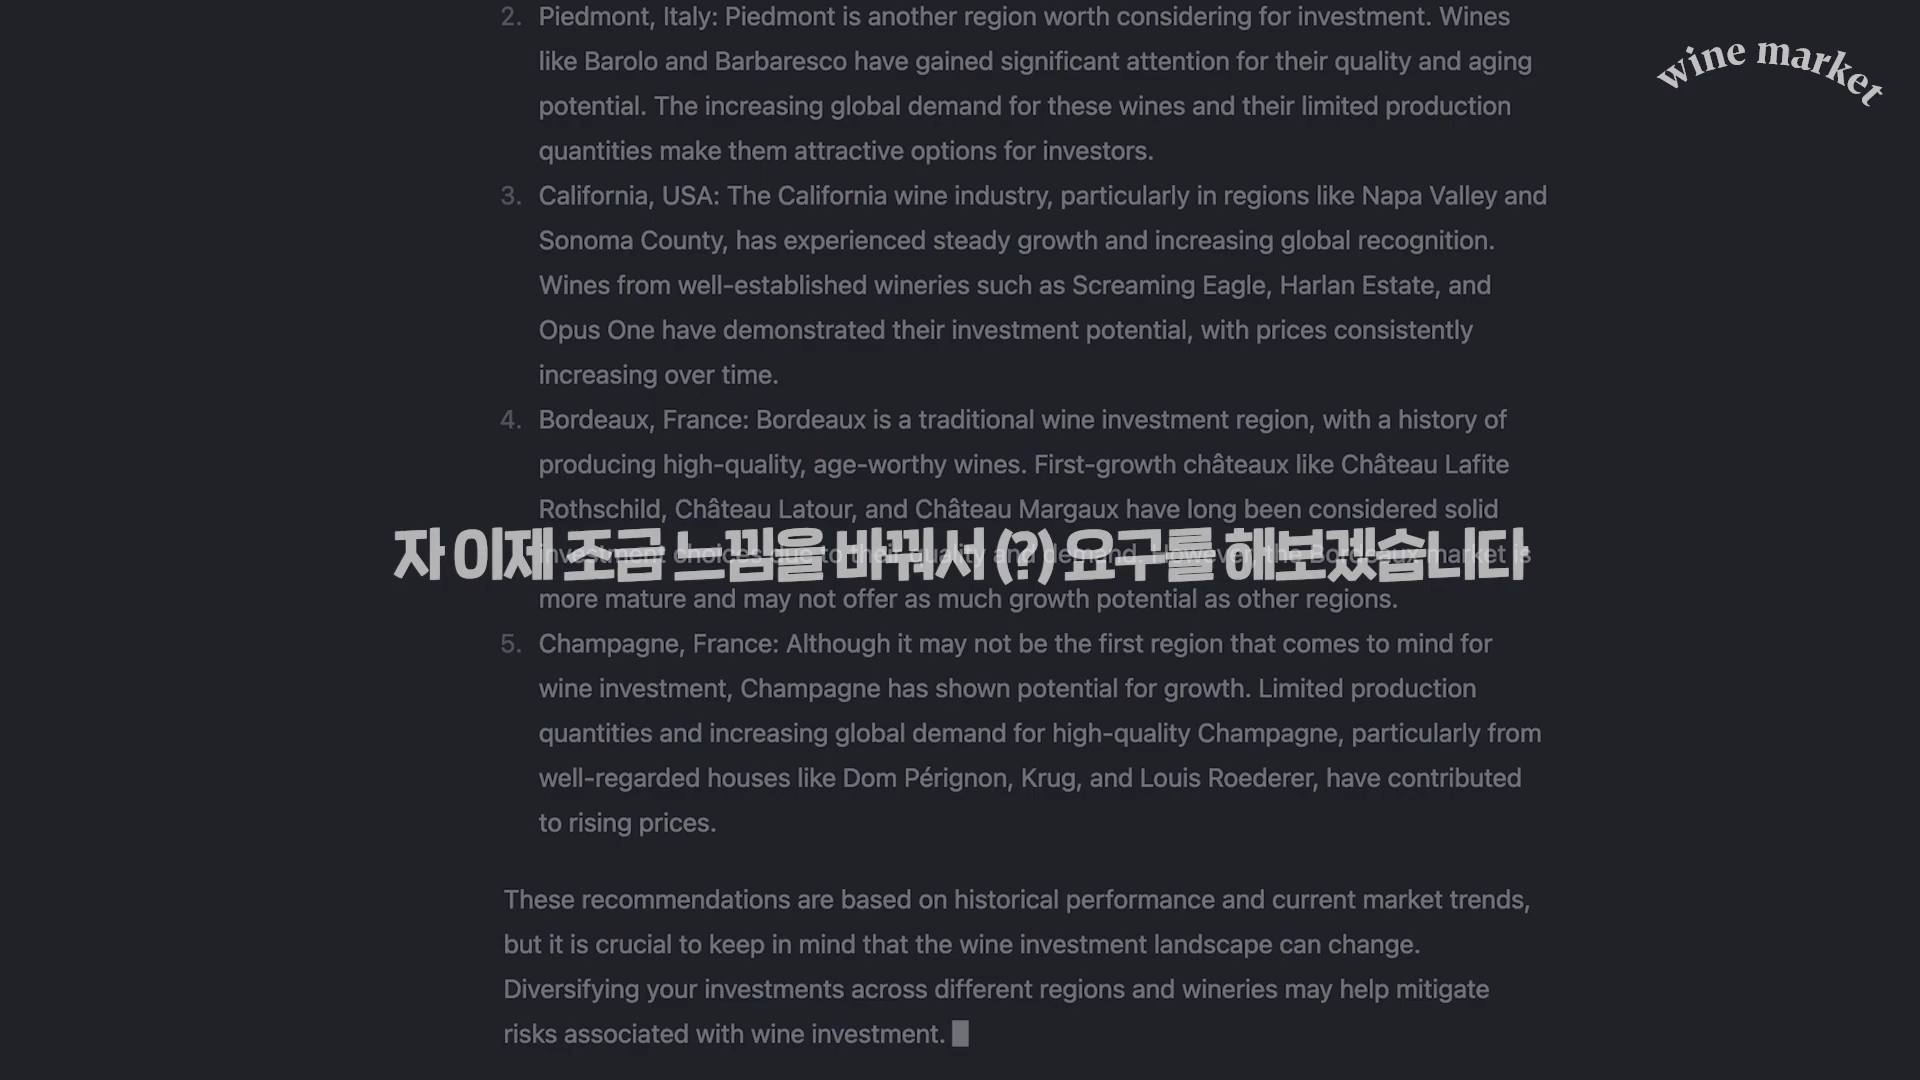 2. Piedmont, Italy: Piedmont is another region worth considering for investment. Wines
like Barolo and Barbaresco have gained significant attention for their quality and aging
potential. The increasing global demand for these wines and their limited production
quantities make them attractive options for investors.
wine market
3. California, USA: The California wine industry, particularly in regions like Napa Valley and
Sonoma County, has experienced steady growth and increasing global recognition.
Wines from well-established wineries such as Screaming Eagle, Harlan Estate, and
Opus One have demonstrated their investment potential, with prices consistently
increasing over time.
4. Bordeaux, France: Bordeaux is a traditional wine investment region, with a history of
producing high-quality, age-worthy wines. First-growth châteaux like Château Lafite
Rothschild, Château Latour, and Château Margaux have long been considered solid
investment choices due to their quality and demand. However, the Bordeaux market is
자 이제 조금 느낌을 바꿔서 (?) 요구를 해보겠습니다
more mature and may not offer as much growth potential as other regions.
5. Champagne, France: Although it may not be the first region that comes to mind for
wine investment, Champagne has shown potential for growth. Limited production
quantities and increasing global demand for high-quality Champagne, particularly from
well-regarded houses like Dom Pérignon, Krug, and Louis Roederer, have contributed
to rising prices.
These recommendations are based on historical performance and current market trends,
but it is crucial to keep in mind that the wine investment landscape can change.
Diversifying your investments across different regions and wineries may help mitigate
risks associated with wine investment.